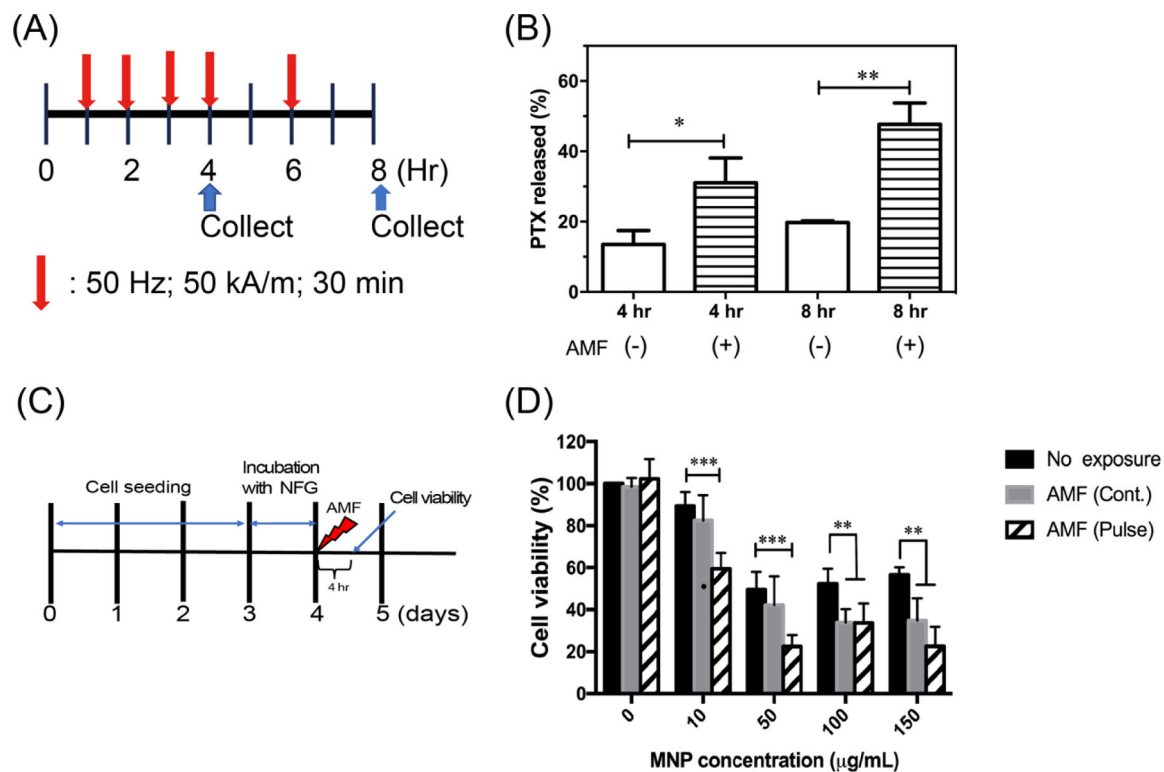 (A)
0 2 4 6 8 (Hr)
Collect Collect
: 50 Hz; 50 kA/m; 30 min
(B)
PTX released (%)
60
40
20
0
*
**
4 hr 4 hr 8 hr 8 hr
AMF (-) (+) (-) (+)
(C)
Cell seeding
Incubation
with NFG
AMF
Cell viability
4 hr
0 1 2 3 4 5 (days)
(D)
Cell viability (%)
120
100
80
60
40
20
0
*** *** ** **
0 10 50 100 150
MNP concentration (μg/mL)
No exposure
AMF (Cont.)
AMF (Pulse)